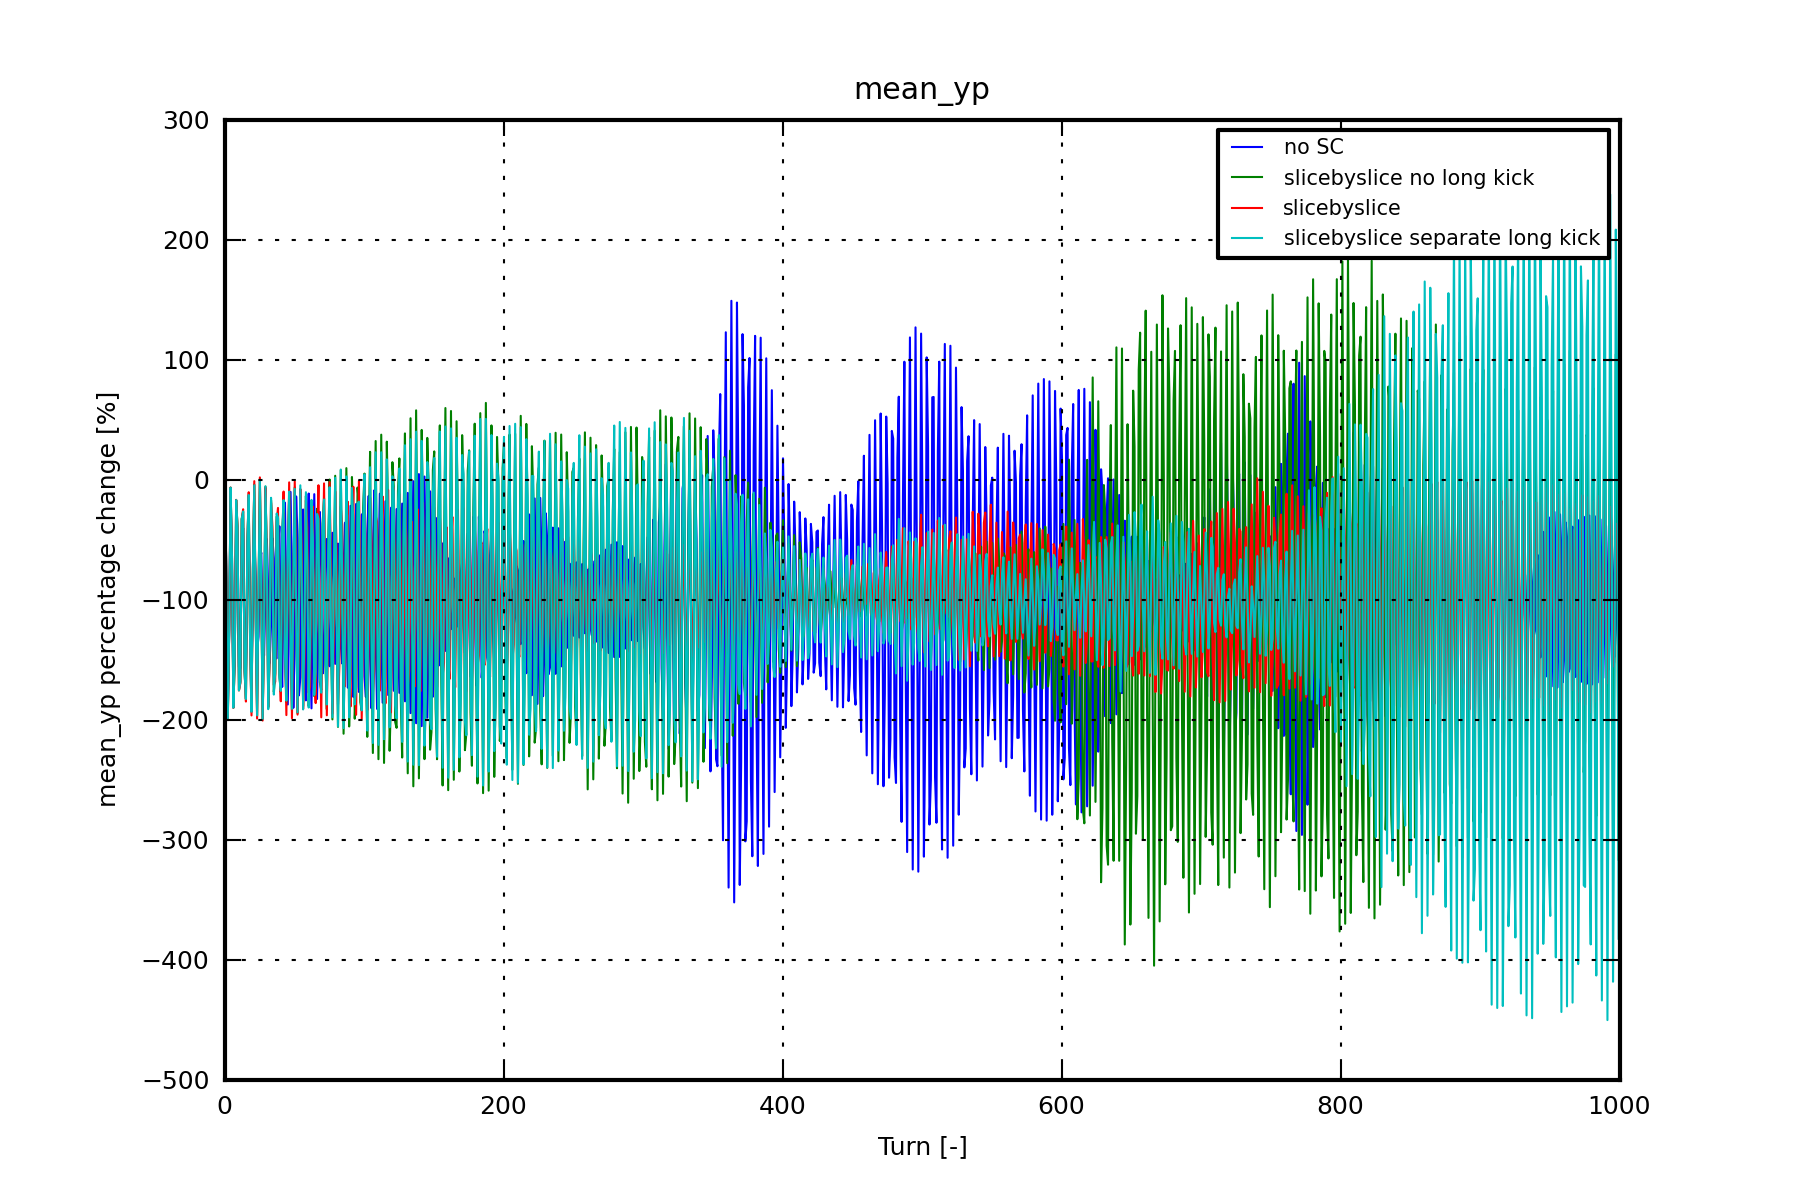 mean_yp
300
200
100
0
−100
−200
−300
−400
−500
mean_yp percentage change [%]
no SC
slicebyslice no long kick
slicebyslice
slicebyslice separate long kick
0 200 400 600 800 1000
Turn [-]